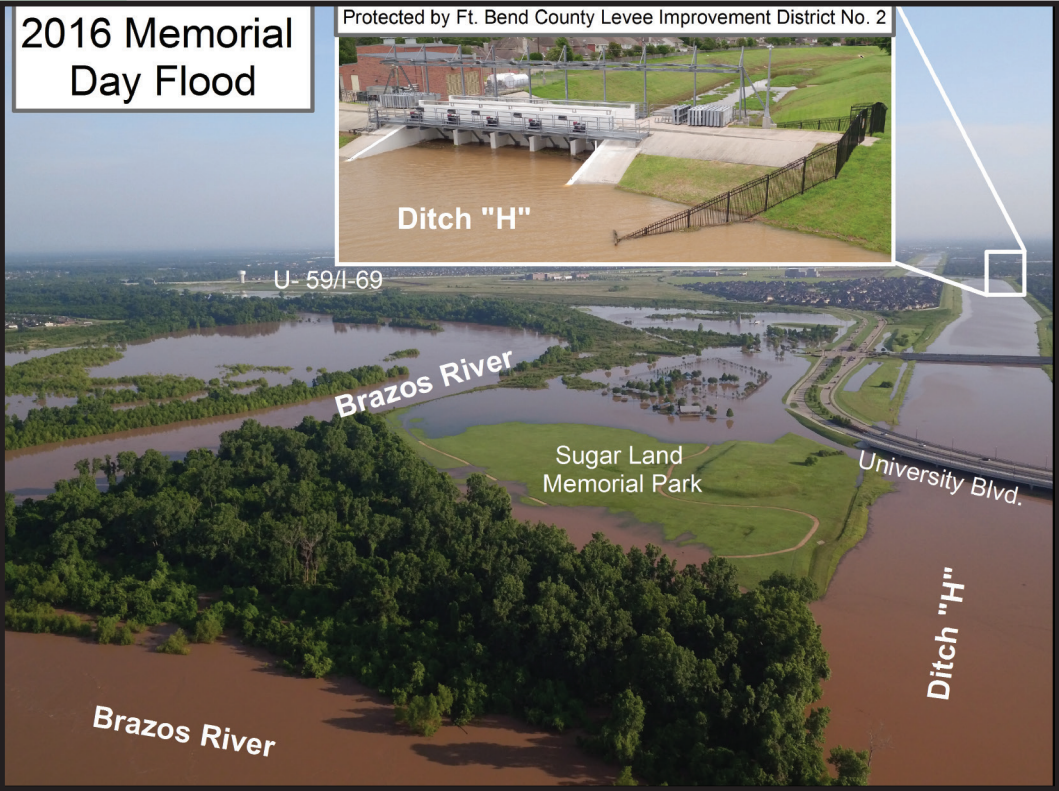 2016 Memorial
Day Flood
Protected by Ft. Bend County Levee Improvement District No. 2
Ditch "H"
U- 59/I-69
Brazos River
Sugar Land
Memorial Park
University Blvd.
Ditch "H"
Brazos River